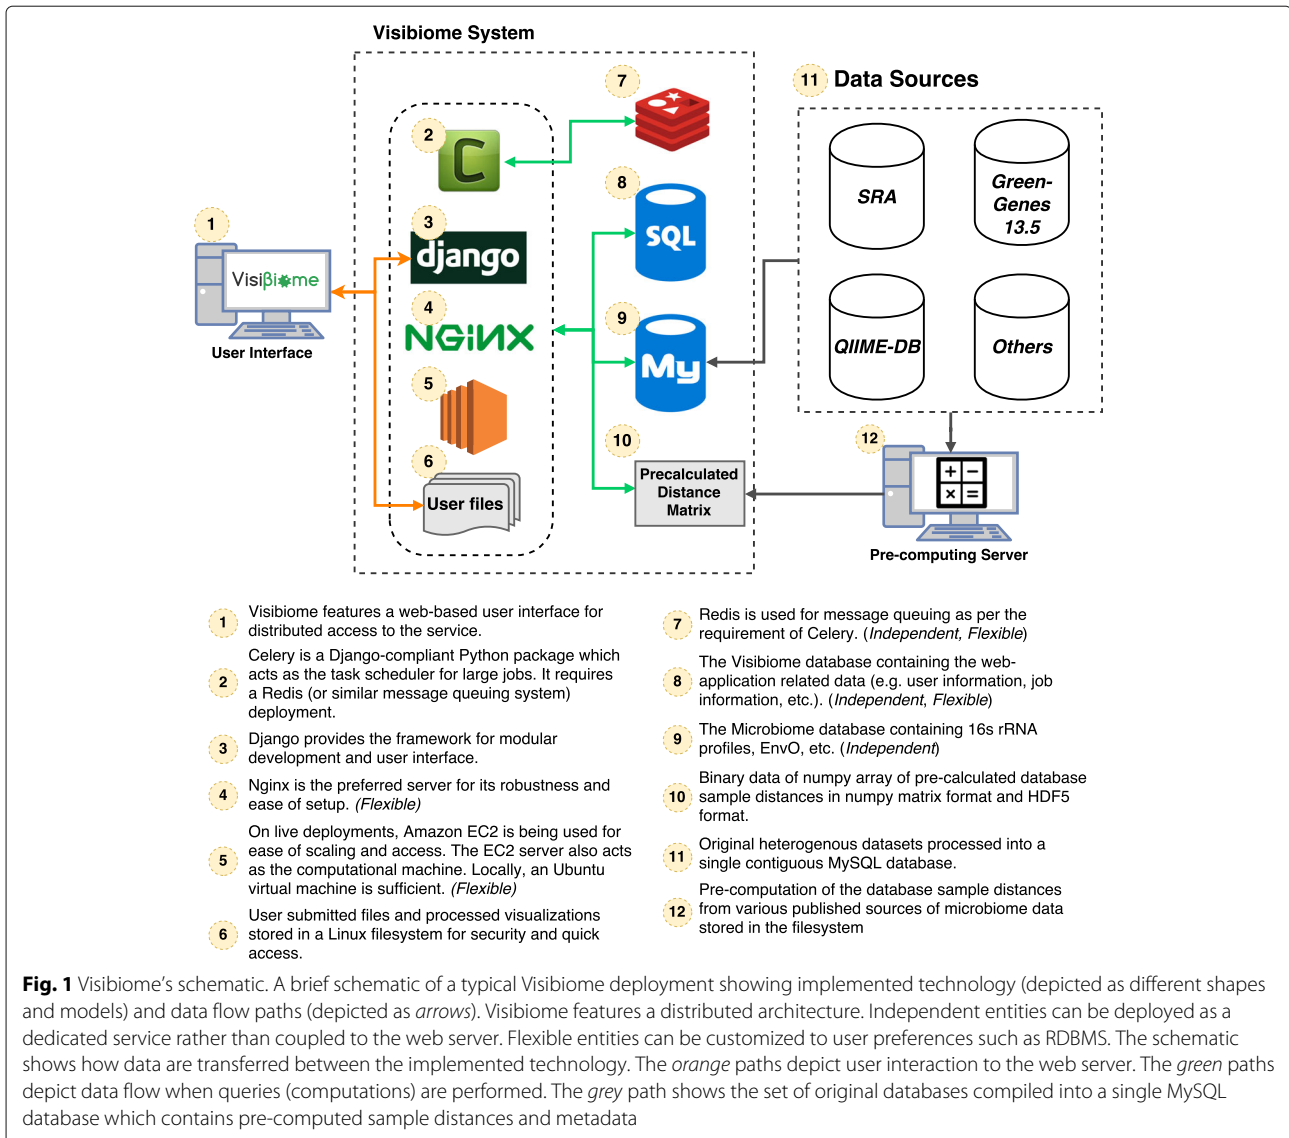 Visibiome System
7
11 Data Sources
2
C
8
SRA
Green-
Genes
13.5
1
3
SQL
django
Visiβiome
4
9
User Interface
NGiNX
My
QIIME-DB
Others
5
10
12
6
Precalculated
Distance
Matrix
+ −
× =
User files
Pre-computing Server
1
Visibiome features a web-based user interface for
distributed access to the service.
2
Celery is a Django-compliant Python package which
acts as the task scheduler for large jobs. It requires
a Redis (or similar message queuing system)
deployment.
3
Django provides the framework for modular
development and user interface.
4
Nginx is the preferred server for its robustness and
ease of setup. (Flexible)
5
On live deployments, Amazon EC2 is being used for
ease of scaling and access. The EC2 server also acts
as the computational machine. Locally, an Ubuntu
virtual machine is sufficient. (Flexible)
6
User submitted files and processed visualizations
stored in a Linux filesystem for security and quick
access.
7
Redis is used for message queuing as per the
requirement of Celery. (Independent, Flexible)
8
The Visibiome database containing the web-
application related data (e.g. user information, job
information, etc.). (Independent, Flexible)
9
The Microbiome database containing 16s rRNA
profiles, EnvO, etc. (Independent)
10
Binary data of numpy array of pre-calculated database
sample distances in numpy matrix format and HDF5
format.
11
Original heterogenous datasets processed into a
single contiguous MySQL database.
12
Pre-computation of the database sample distances
from various published sources of microbiome data
stored in the filesystem
Fig. 1 Visibiome's schematic. A brief schematic of a typical Visibiome deployment showing implemented technology (depicted as different shapes
and models) and data flow paths (depicted as arrows). Visibiome features a distributed architecture. Independent entities can be deployed as a
dedicated service rather than coupled to the web server. Flexible entities can be customized to user preferences such as RDBMS. The schematic
shows how data are transferred between the implemented technology. The orange paths depict user interaction to the web server. The green paths
depict data flow when queries (computations) are performed. The grey path shows the set of original databases compiled into a single MySQL
database which contains pre-computed sample distances and metadata